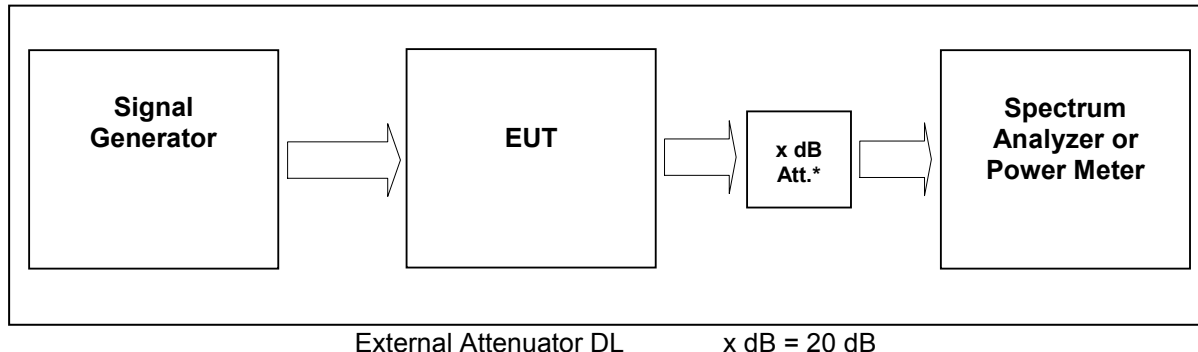 Signal
Generator
EUT
x dB
Att.*
Spectrum
Analyzer or
Power Meter
External Attenuator DL x dB = 20 dB